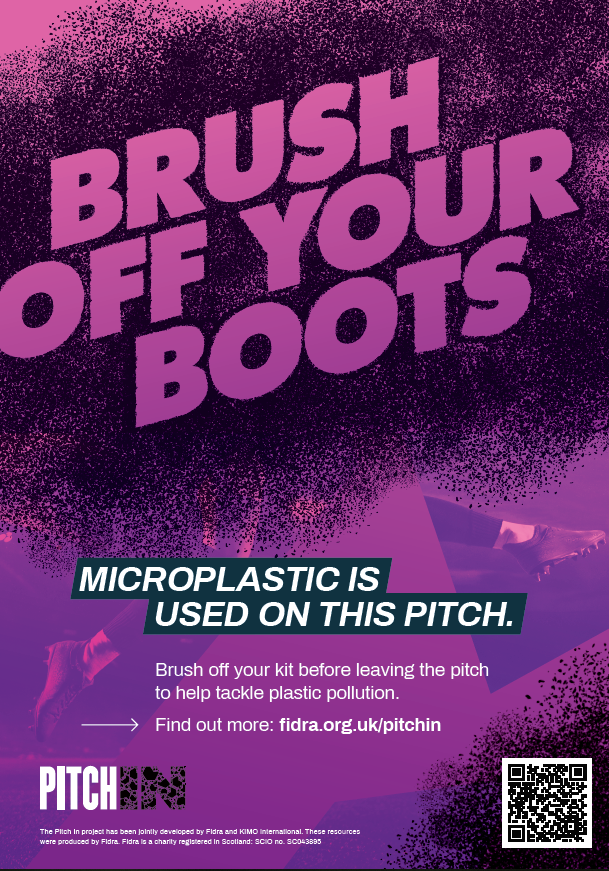 BRUSH
OFF YOUR
BOOTS
MICROPLASTIC IS
USED ON THIS PITCH.
Brush off your kit before leaving the pitch
to help tackle plastic pollution.
Find out more: fidra.org.uk/pitchin
PITCHIN
The Pitch In project has been jointly developed by Fidra and KIMO International. These resources
were produced by Fidra. Fidra is a charity registered in Scotland: SCIO no. SC043895